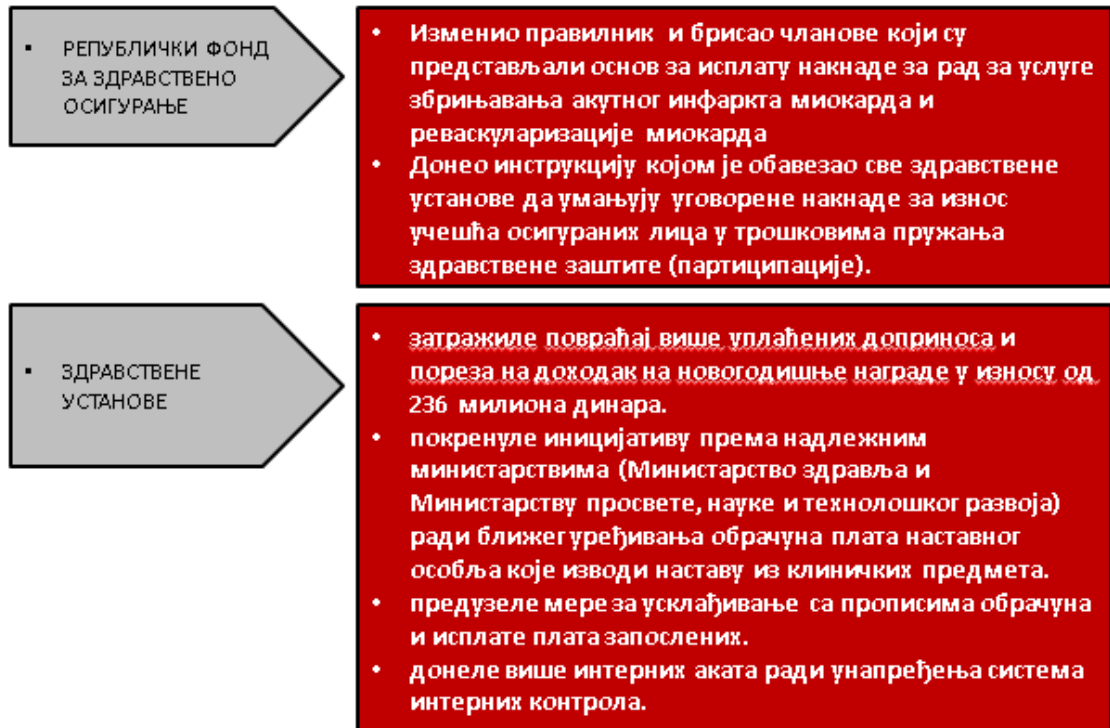 ▪ РЕПУБЛИЧКИ ФОНД
ЗА ЗДРАВСТВЕНО
ОСИГУРАЊЕ
• Изменио правилник и брисао чланове који су
представљали основ за исплату накнаде за рад за услуге
збрињавања акутног инфаркта миокарда и
реваскуларизације миокарда
• Донео инструкцију којом је обавезао све здравствене
установе да умањују уговорене накнаде за износ
учешћа осигураних лица у трошковима пружања
здравствене заштите (партиципације).
▪ ЗДРАВСТВЕНЕ
УСТАНОВЕ
• затражиле повраћај више уплаћених доприноса и
пореза на доходак на новогодишње награде у износу од
236 милиона динара.
• покренуле иницијативу према надлежним
министарствима (Министарство здравља и
Министарству просвете, науке и технолошког развоја)
ради ближег уређивања обрачуна плата наставног
особља које изводи наставу из клиничких предмета.
• предузеле мере за усклађивање са прописима обрачуна
и исплате плата запослених.
• донеле више интерних аката ради унапређења система
интерних контрола.